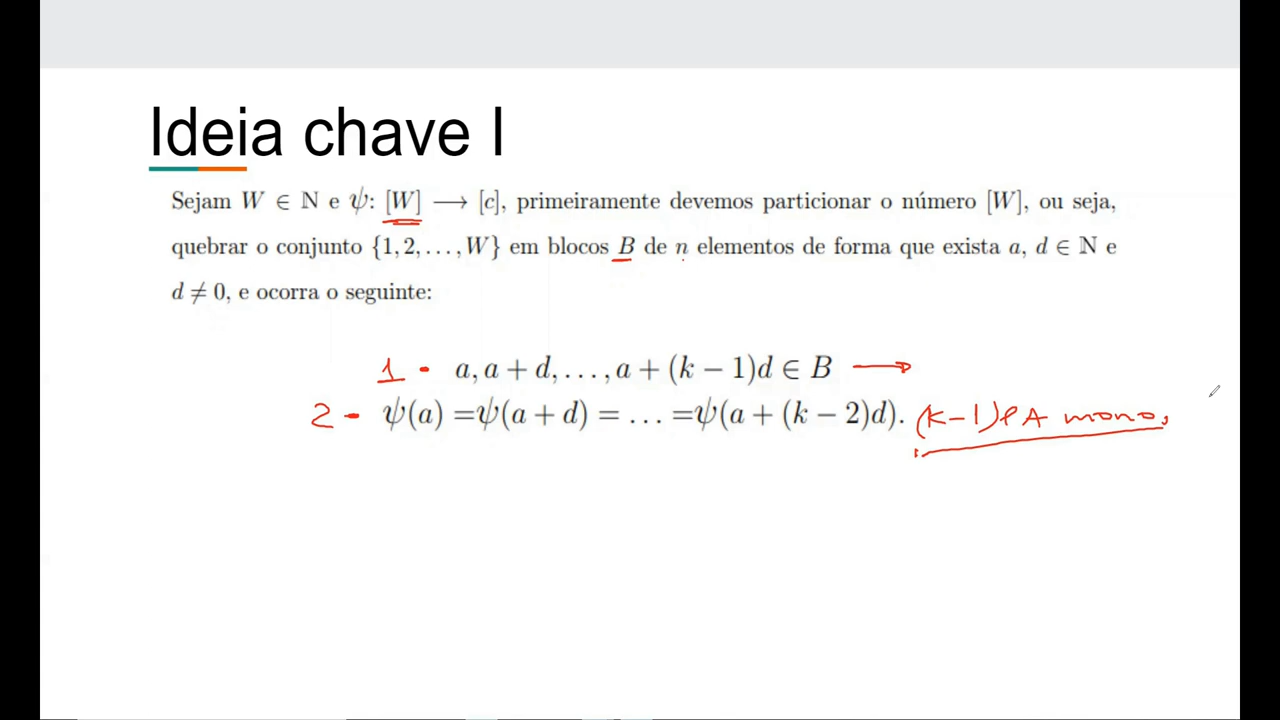 Ideia chave I
Sejam W ∈ N e ψ: [W] ⟶ [c], primeiramente devemos particionar o número [W], ou seja,
quebrar o conjunto {1, 2, . . . , W} em blocos B de n elementos de forma que exista a, d ∈ N e
d ≠ 0, e ocorra o seguinte:
1 - a, a + d, . . . , a + (k − 1)d ∈ B →
2 - ψ(a) =ψ(a + d) = . . . =ψ(a + (k − 2)d). (k-1)PA mono.